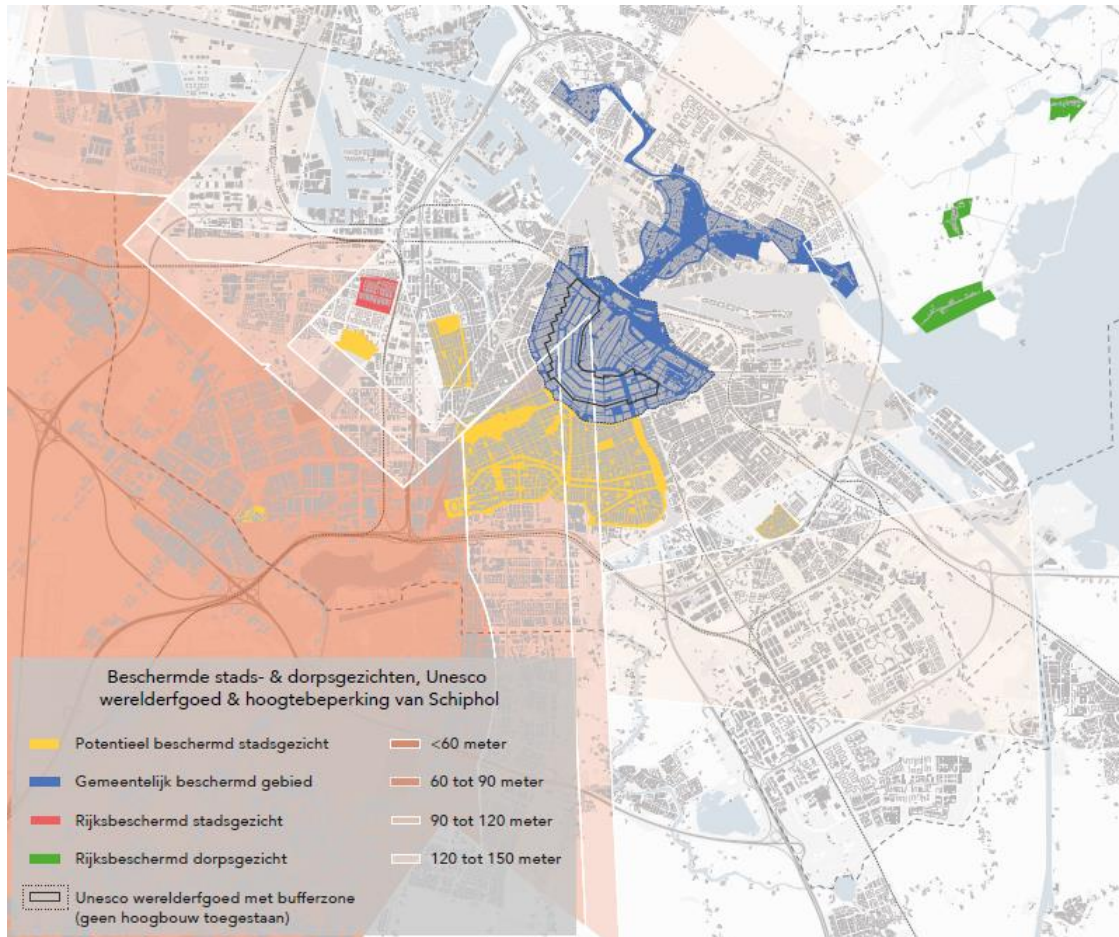 Beschermde stads- & dorpsgezichten, Unesco
werelderfgoed & hoogtebeperking van Schiphol
Potentieel beschermd stadsgezicht
Gemeentelijk beschermd gebied
Rijksbeschermd stadsgezicht
Rijksbeschermd dorpsgezicht
Unesco werelderfgoed met bufferzone
(geen hoogbouw toegestaan)
<60 meter
60 tot 90 meter
90 tot 120 meter
120 tot 150 meter